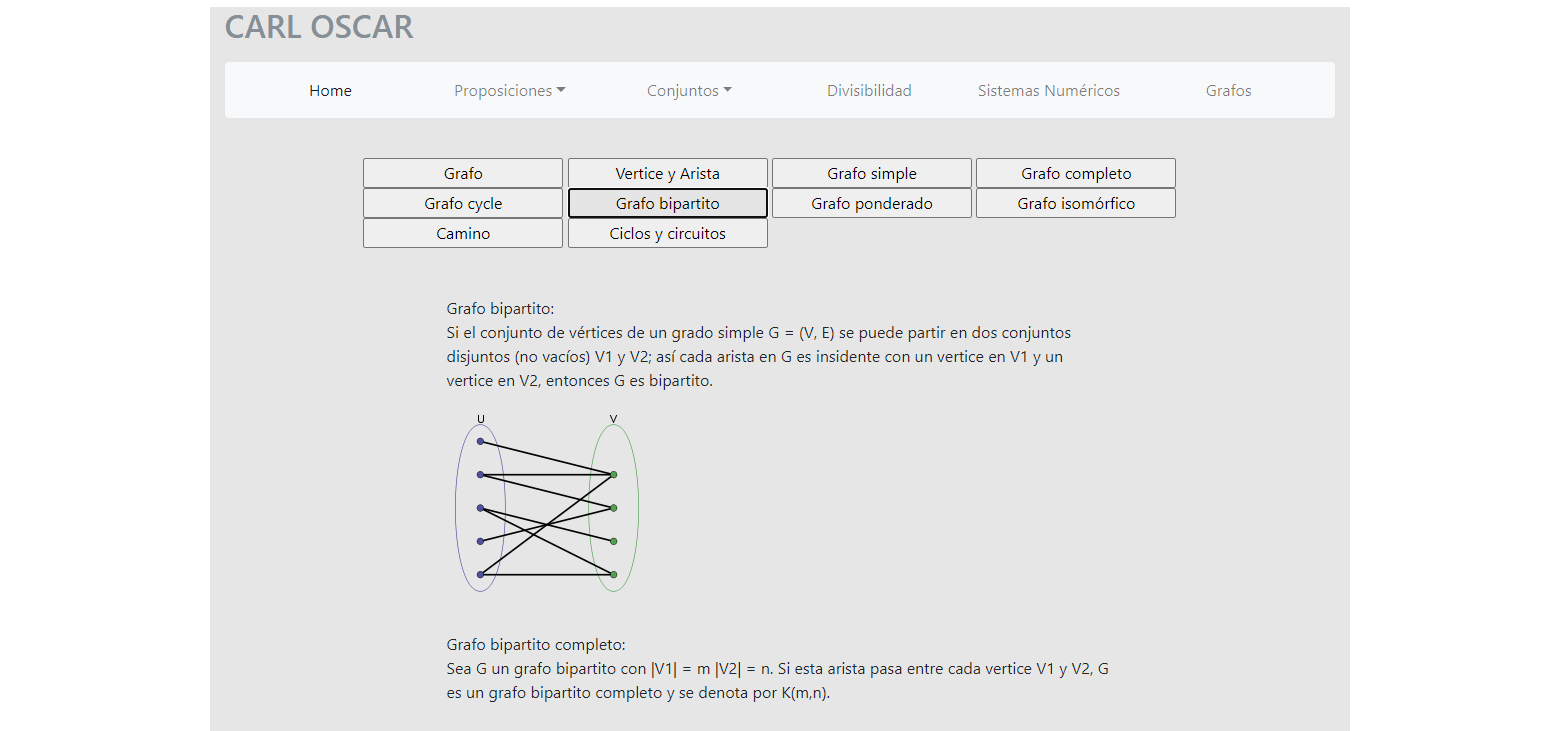 CARL OSCAR
Home Proposiciones Conjuntos Divisibilidad Sistemas Numéricos Grafos
Grafo Vertice y Arista Grafo simple Grafo completo
Grafo cycle Grafo bipartito Grafo ponderado Grafo isomórfico
Camino Ciclos y circuitos
Grafo bipartito:
Si el conjunto de vértices de un grado simple G = (V, E) se puede partir en dos conjuntos
disjuntos (no vacíos) V1 y V2; así cada arista en G es insidente con un vertice en V1 y un
vertice en V2, entonces G es bipartito.
U V
Grafo bipartito completo:
Sea G un grafo bipartito con |V1| = m |V2| = n. Si esta arista pasa entre cada vertice V1 y V2, G
es un grafo bipartito completo y se denota por K(m,n).